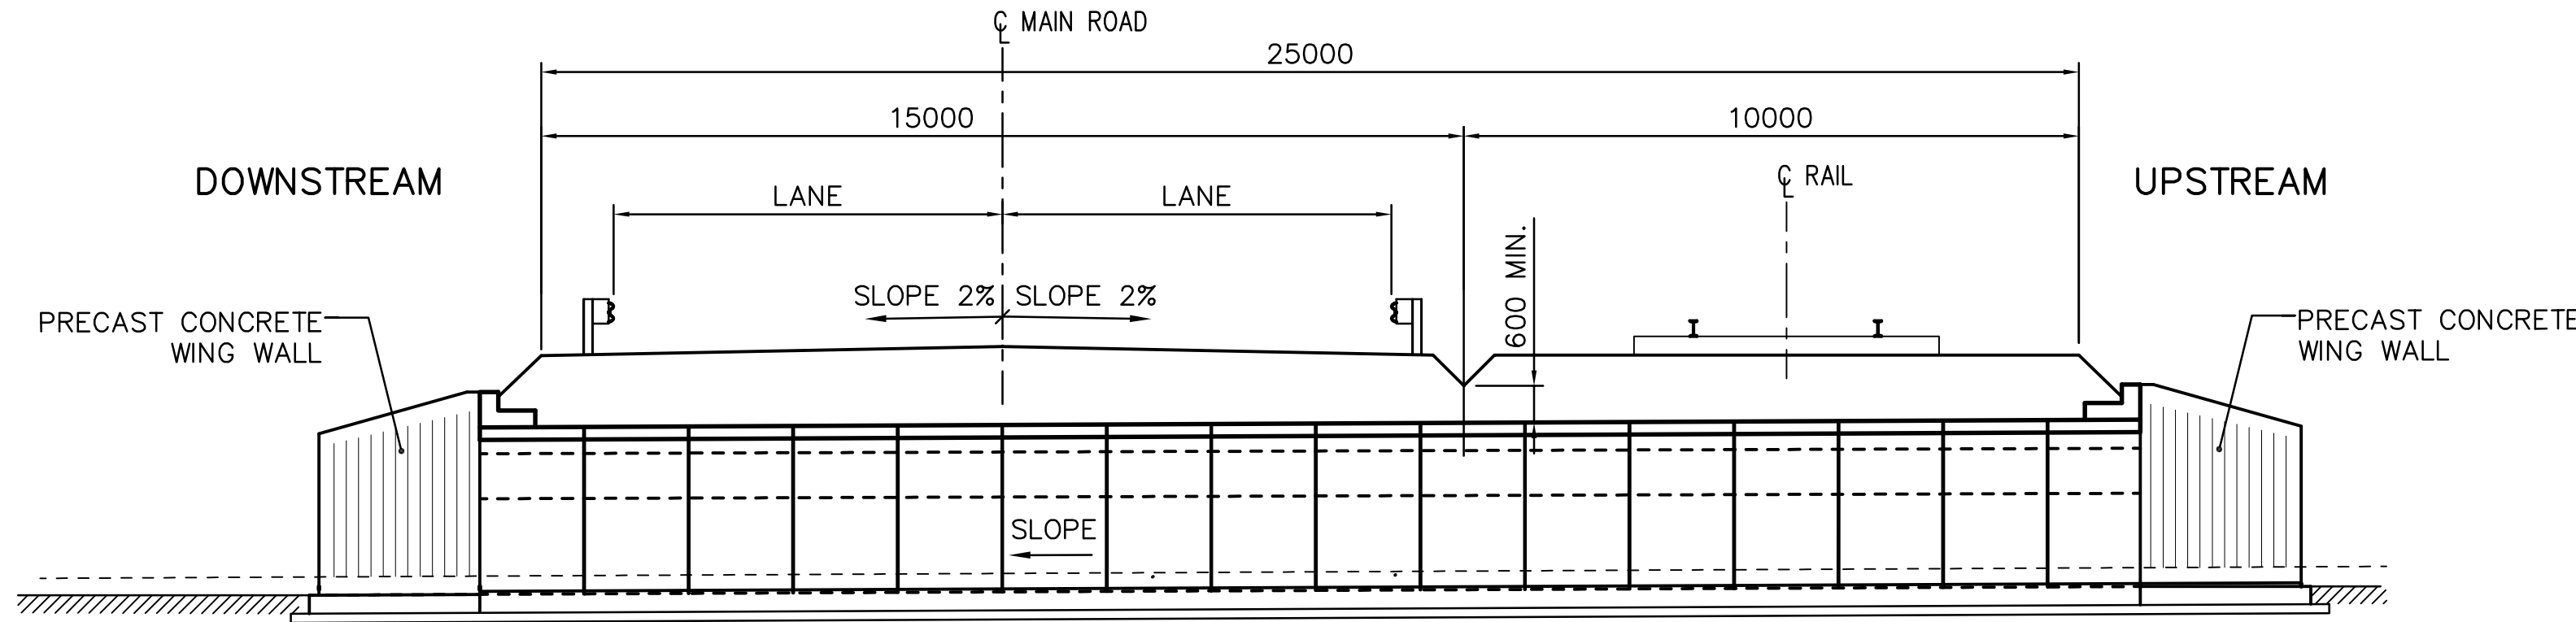 ℄ MAIN ROAD
25000
15000
10000
DOWNSTREAM
LANE
LANE
℄ RAIL
UPSTREAM
SLOPE 2%
SLOPE 2%
600 MIN.
PRECAST CONCRETE
WING WALL
PRECAST CONCRETE
WING WALL
SLOPE